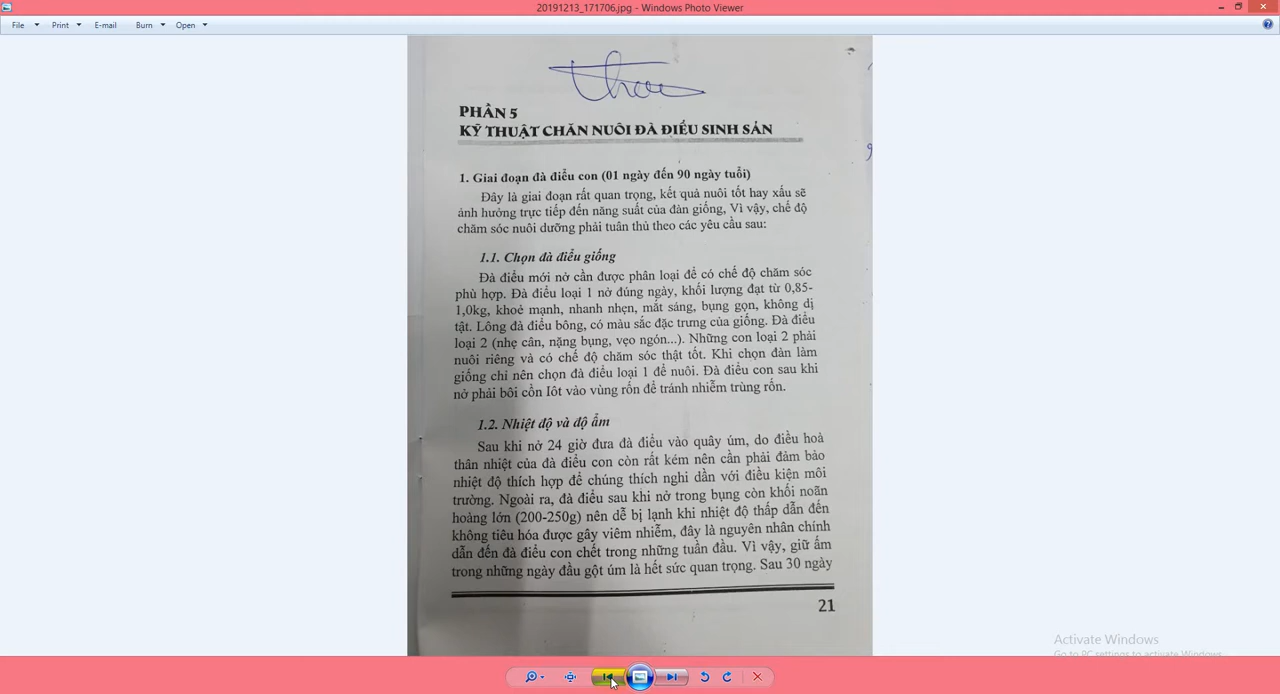 20191213_171706.jpg - Windows Photo Viewer
File Print E-mail Burn Open
PHẦN 5
KỸ THUẬT CHĂN NUÔI ĐÀ ĐIỂU SINH SẢN
1. Giai đoạn đà điểu con (01 ngày đến 90 ngày tuổi)
Đây là giai đoạn rất quan trọng, kết quả nuôi tốt hay xấu sẽ
ảnh hưởng trực tiếp đến năng suất của đàn giống, Vì vậy, chế độ
chăm sóc nuôi dưỡng phải tuân thủ theo các yêu cầu sau:
1.1. Chọn đà điểu giống
Đà điểu mới nở cần được phân loại để có chế độ chăm sóc
phù hợp. Đà điểu loại 1 nở đúng ngày, khối lượng đạt từ 0,85-
1,0kg, khoẻ mạnh, nhanh nhẹn, mắt sáng, bụng gọn, không dị
tật. Lông đà điểu bông, có màu sắc đặc trưng của giống. Đà điểu
loại 2 (nhẹ cân, nặng bụng, vẹo ngón...). Những con loại 2 phải
nuôi riêng và có chế độ chăm sóc thật tốt. Khi chọn đàn làm
giống chỉ nên chọn đà điểu loại 1 để nuôi. Đà điểu con sau khi
nở phải bôi cồn Iôt vào vùng rốn để tránh nhiễm trùng rốn.
1.2. Nhiệt độ và độ ẩm
Sau khi nở 24 giờ đưa đà điểu vào quây úm, do điều hoà
thân nhiệt của đà điểu con còn rất kém nên cần phải đảm bảo
nhiệt độ thích hợp để chúng thích nghi dần với điều kiện môi
trường. Ngoài ra, đà điểu sau khi nở trong bụng còn khối noãn
hoàng lớn (200-250g) nên dễ bị lạnh khi nhiệt độ thấp dẫn đến
không tiêu hóa được gây viêm nhiễm, đây là nguyên nhân chính
dẫn đến đà điểu con chết trong những tuần đầu. Vì vậy, giữ ấm
trong những ngày đầu gột úm là hết sức quan trọng. Sau 30 ngày
21
Activate Windows
Go to PC settings to activate Windows.